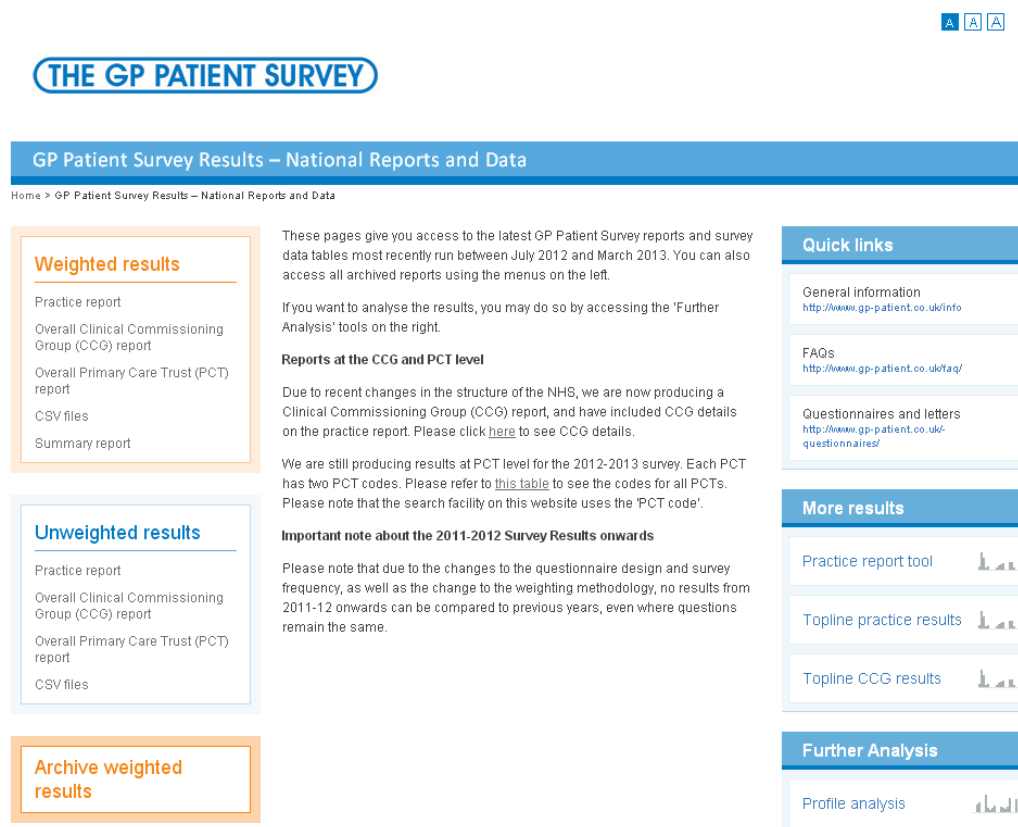 A A A
THE GP PATIENT SURVEY
GP Patient Survey Results – National Reports and Data
Home > GP Patient Survey Results – National Reports and Data
Weighted results
Practice report
Overall Clinical Commissioning
Group (CCG) report
Overall Primary Care Trust (PCT)
report
CSV files
Summary report
Unweighted results
Practice report
Overall Clinical Commissioning
Group (CCG) report
Overall Primary Care Trust (PCT)
report
CSV files
Archive weighted
results
These pages give you access to the latest GP Patient Survey reports and survey
data tables most recently run between July 2012 and March 2013. You can also
access all archived reports using the menus on the left.
If you want to analyse the results, you may do so by accessing the 'Further
Analysis' tools on the right.
Reports at the CCG and PCT level
Due to recent changes in the structure of the NHS, we are now producing a
Clinical Commissioning Group (CCG) report, and have included CCG details
on the practice report. Please click here to see CCG details.
We are still producing results at PCT level for the 2012-2013 survey. Each PCT
has two PCT codes. Please refer to this table to see the codes for all PCTs.
Please note that the search facility on this website uses the 'PCT code'.
Important note about the 2011-2012 Survey Results onwards
Please note that due to the changes to the questionnaire design and survey
frequency, as well as the change to the weighting methodology, no results from
2011-12 onwards can be compared to previous years, even where questions
remain the same.
Quick links
General information
http://www.gp-patient.co.uk/info
FAQs
http://www.gp-patient.co.uk/faq/
Questionnaires and letters
http://www.gp-patient.co.uk/-
questionnaires/
More results
Practice report tool
Topline practice results
Topline CCG results
Further Analysis
Profile analysis